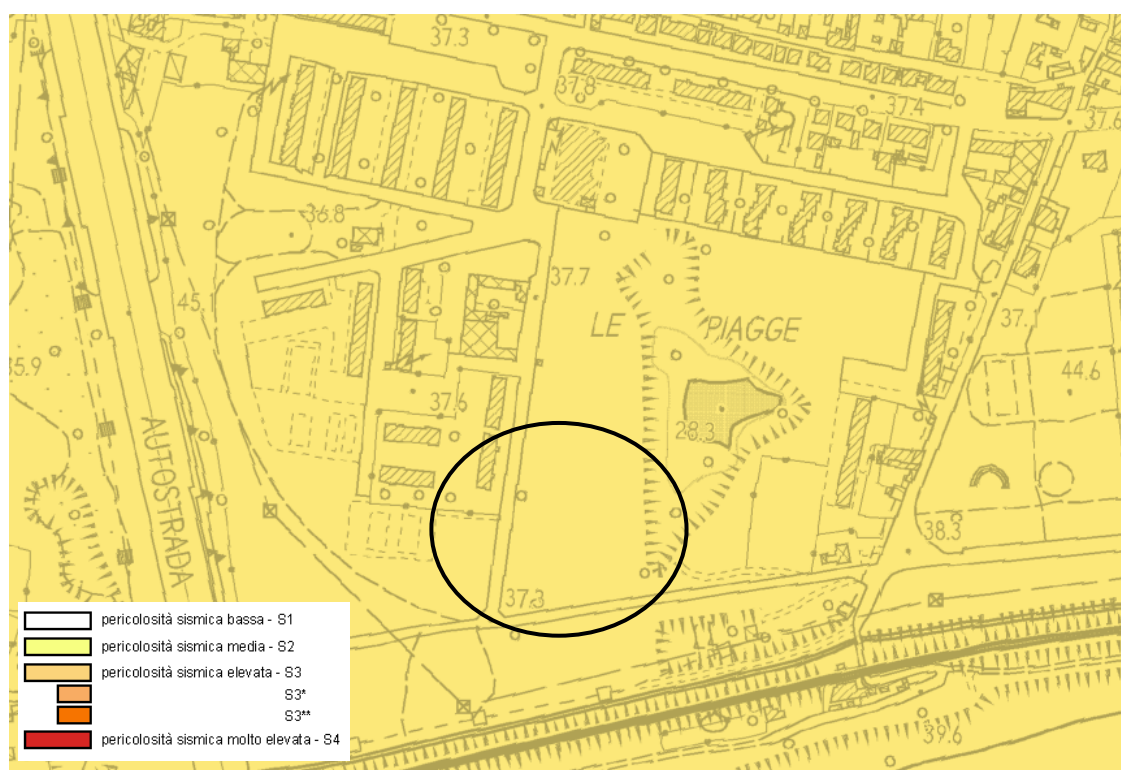 37.3
37.8
37.4
37.6
36.8
45.1
37.7
LE PIAGGE
37.
35.9
44.6
37.6
28.3
AUTOSTRADA
38.3
37.3
39.6
pericolosità sismica bassa - S1
pericolosità sismica media - S2
pericolosità sismica elevata - S3
S3*
S3**
pericolosità sismica molto elevata - S4